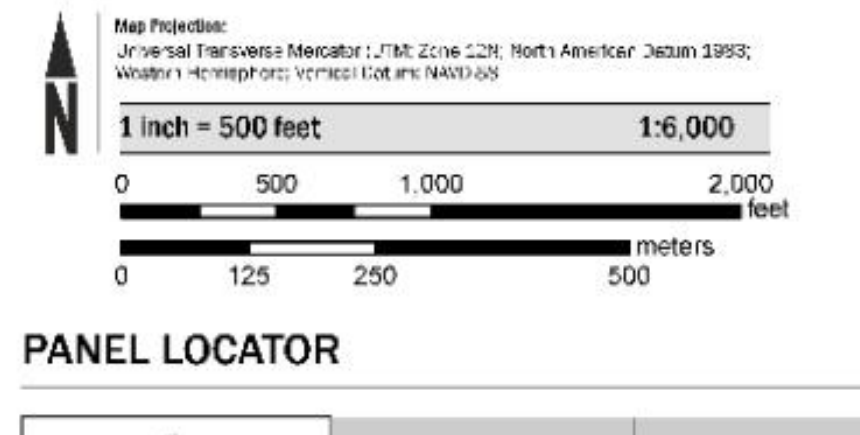 N
Map Projection:
Universal Transverse Mercator (UTM) Zone 12N; North American Datum 1983;
Western Hemisphere; Vertical Datum: NAVD 88
1 inch = 500 feet 1:6,000
0 500 1,000 2,000
feet
meters
0 125 250 500
PANEL LOCATOR